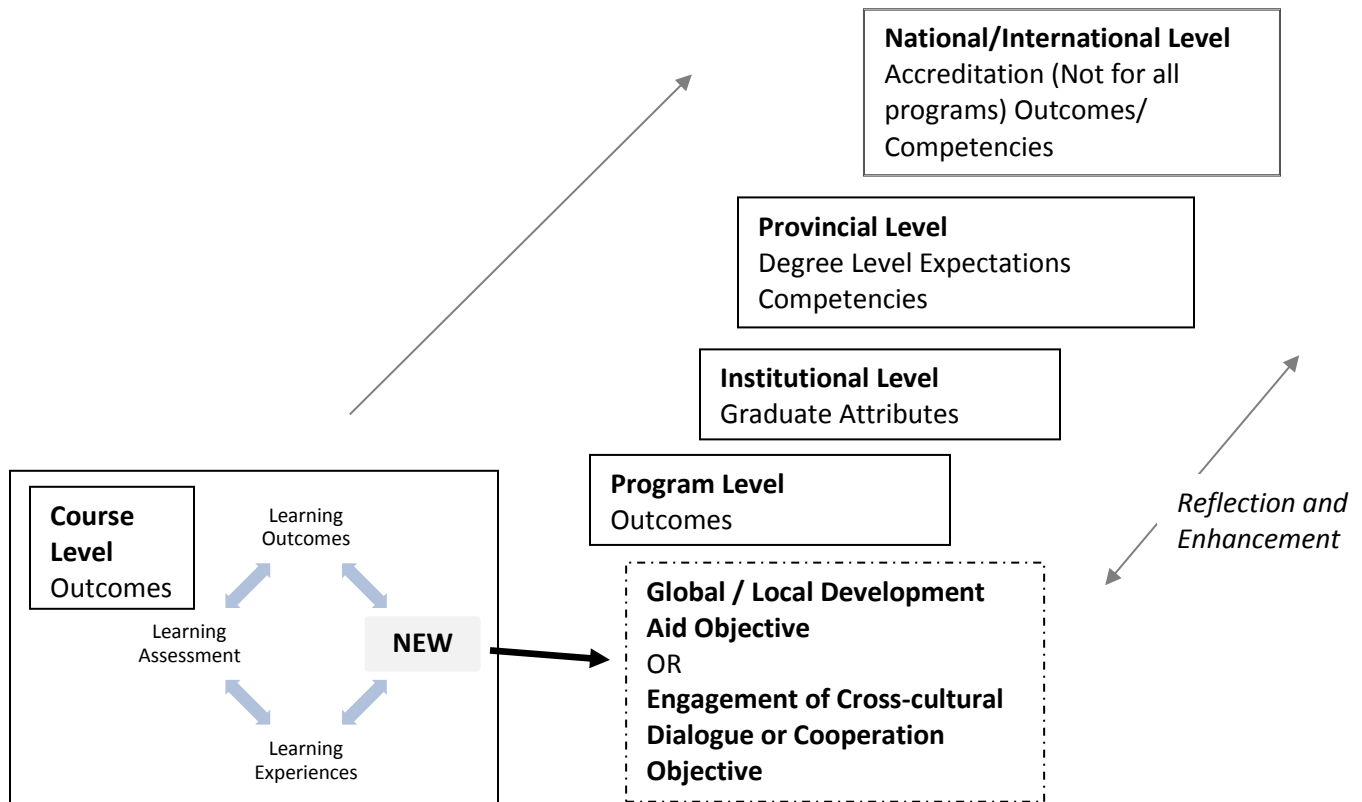 National/International Level
Accreditation (Not for all
programs) Outcomes/
Competencies
Provincial Level
Degree Level Expectations
Competencies
Institutional Level
Graduate Attributes
Program Level
Outcomes
Reflection and
Enhancement
Course
Level
Outcomes
Learning
Outcomes
Learning
Assessment
NEW
Learning
Experiences
Global / Local Development
Aid Objective
OR
Engagement of Cross-cultural
Dialogue or Cooperation
Objective